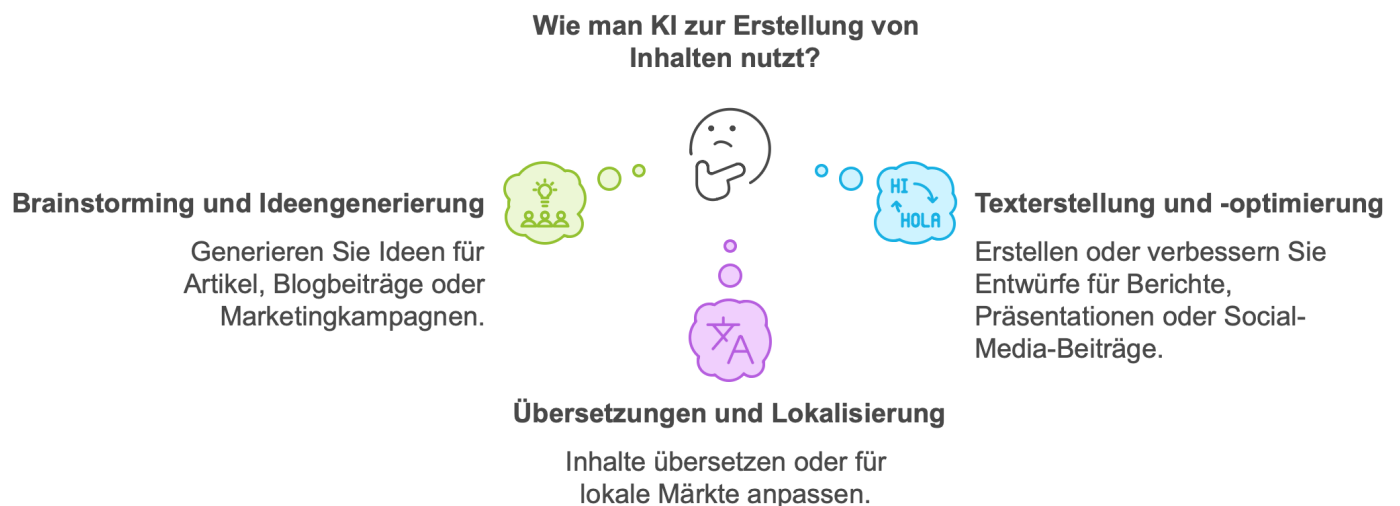 Wie man KI zur Erstellung von
Inhalten nutzt?
Brainstorming und Ideengenerierung
Generieren Sie Ideen für
Artikel, Blogbeiträge oder
Marketingkampagnen.
HI
HOLA
Texterstellung und -optimierung
Erstellen oder verbessern Sie
Entwürfe für Berichte,
Präsentationen oder Social-
Media-Beiträge.
文A
Übersetzungen und Lokalisierung
Inhalte übersetzen oder für
lokale Märkte anpassen.